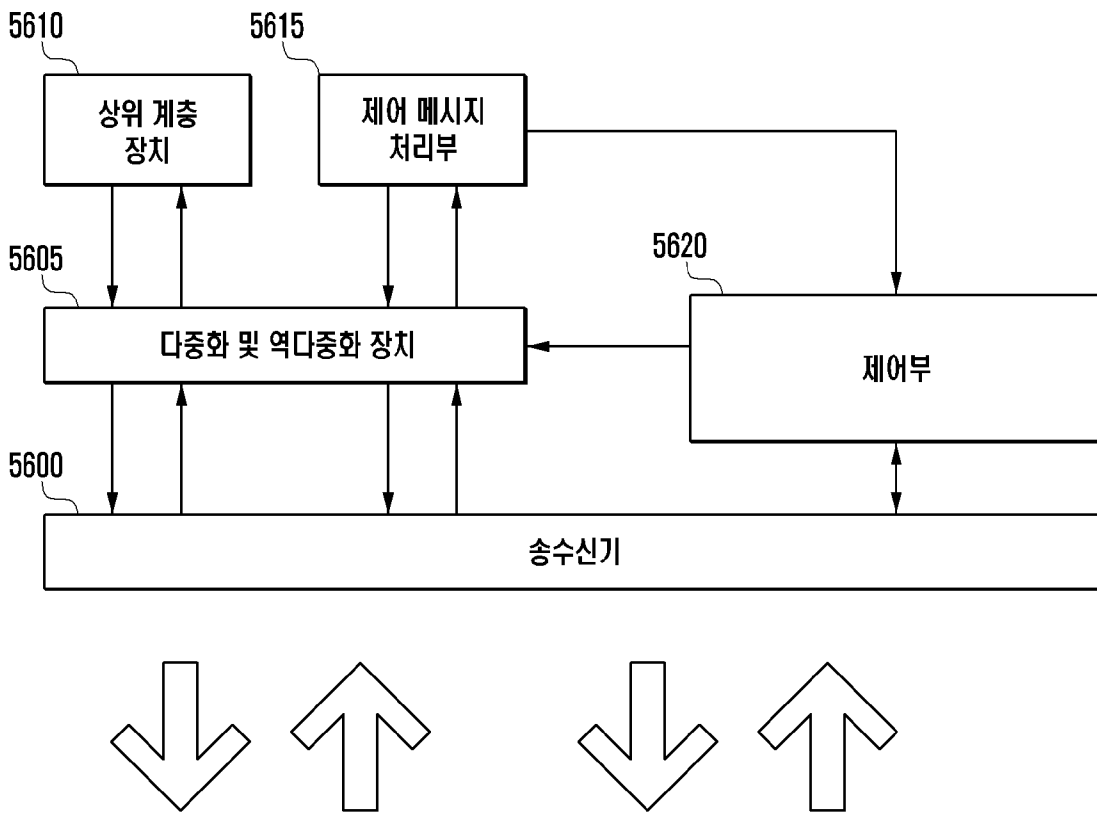 5610
5615
상위 계층
장치
제어 메시지
처리부
5605
5620
다중화 및 역다중화 장치
제어부
5600
송수신기